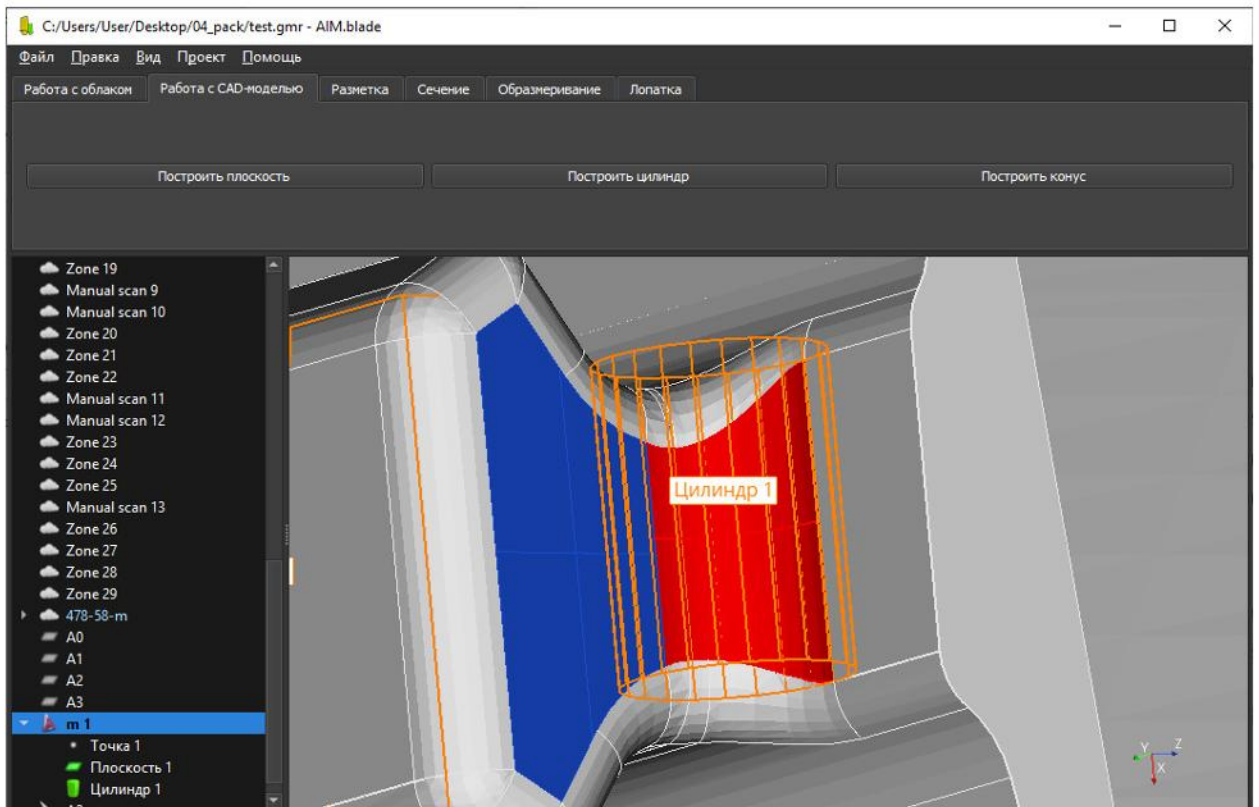 C:/Users/User/Desktop/04_pack/test.gmr - AIM.blade
Файл Правка Вид Проект Помощь
Работа с облаком Работа с CAD-моделью Разметка Сечение Образмеривание Лопатка
Построить плоскость Построить цилиндр Построить конус
Zone 19
Manual scan 9
Manual scan 10
Zone 20
Zone 21
Zone 22
Manual scan 11
Manual scan 12
Zone 23
Zone 24
Zone 25
Manual scan 13
Zone 26
Zone 27
Zone 28
Zone 29
478-58-m
A0
A1
A2
A3
m 1
Точка 1
Плоскость 1
Цилиндр 1
Цилиндр 1
Y Z
X